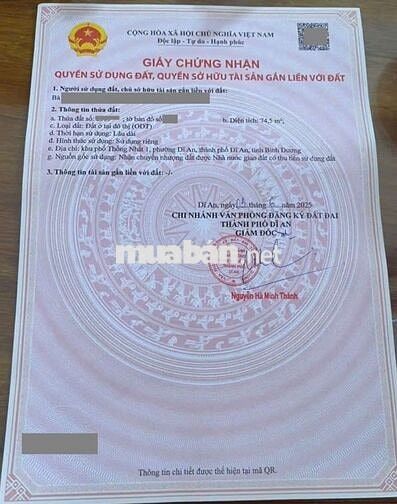 CỘNG HÒA XÃ HỘI CHỦ NGHĨA VIỆT NAM
Độc lập - Tự do - Hạnh phúc
GIẤY CHỨNG NHẬN
QUYỀN SỬ DỤNG ĐẤT, QUYỀN SỞ HỮU TÀI SẢN GẮN LIỀN VỚI ĐẤT
1. Người sử dụng đất, chủ sở hữu tài sản gắn liền với đất:
Bà
2. Thông tin thửa đất:
a. Thửa đất số: ; tờ bản đồ số b. Diện tích: 74,5 m²
c. Loại đất: Đất ở tại đô thị (ODT)
d. Thời hạn sử dụng: Lâu dài
đ. Hình thức sử dụng: Sử dụng riêng
e. Địa chỉ: khu phố Thống Nhất 1, phường Dĩ An, thành phố Dĩ An, tỉnh Bình Dương
g. Nguồn gốc sử dụng: Nhận chuyển nhượng đất được Nhà nước giao đất có thu tiền sử dụng đất
3. Thông tin tài sản gắn liền với đất: -/-
Dĩ An, ngày tháng 6 năm 2025
CHI NHÁNH VĂN PHÒNG ĐĂNG KÝ ĐẤT ĐAI
THÀNH PHỐ DĨ AN
GIÁM ĐỐC
muaban.net
Nguyễn Hà Minh Thành
Thông tin chi tiết được thể hiện tại mã QR.